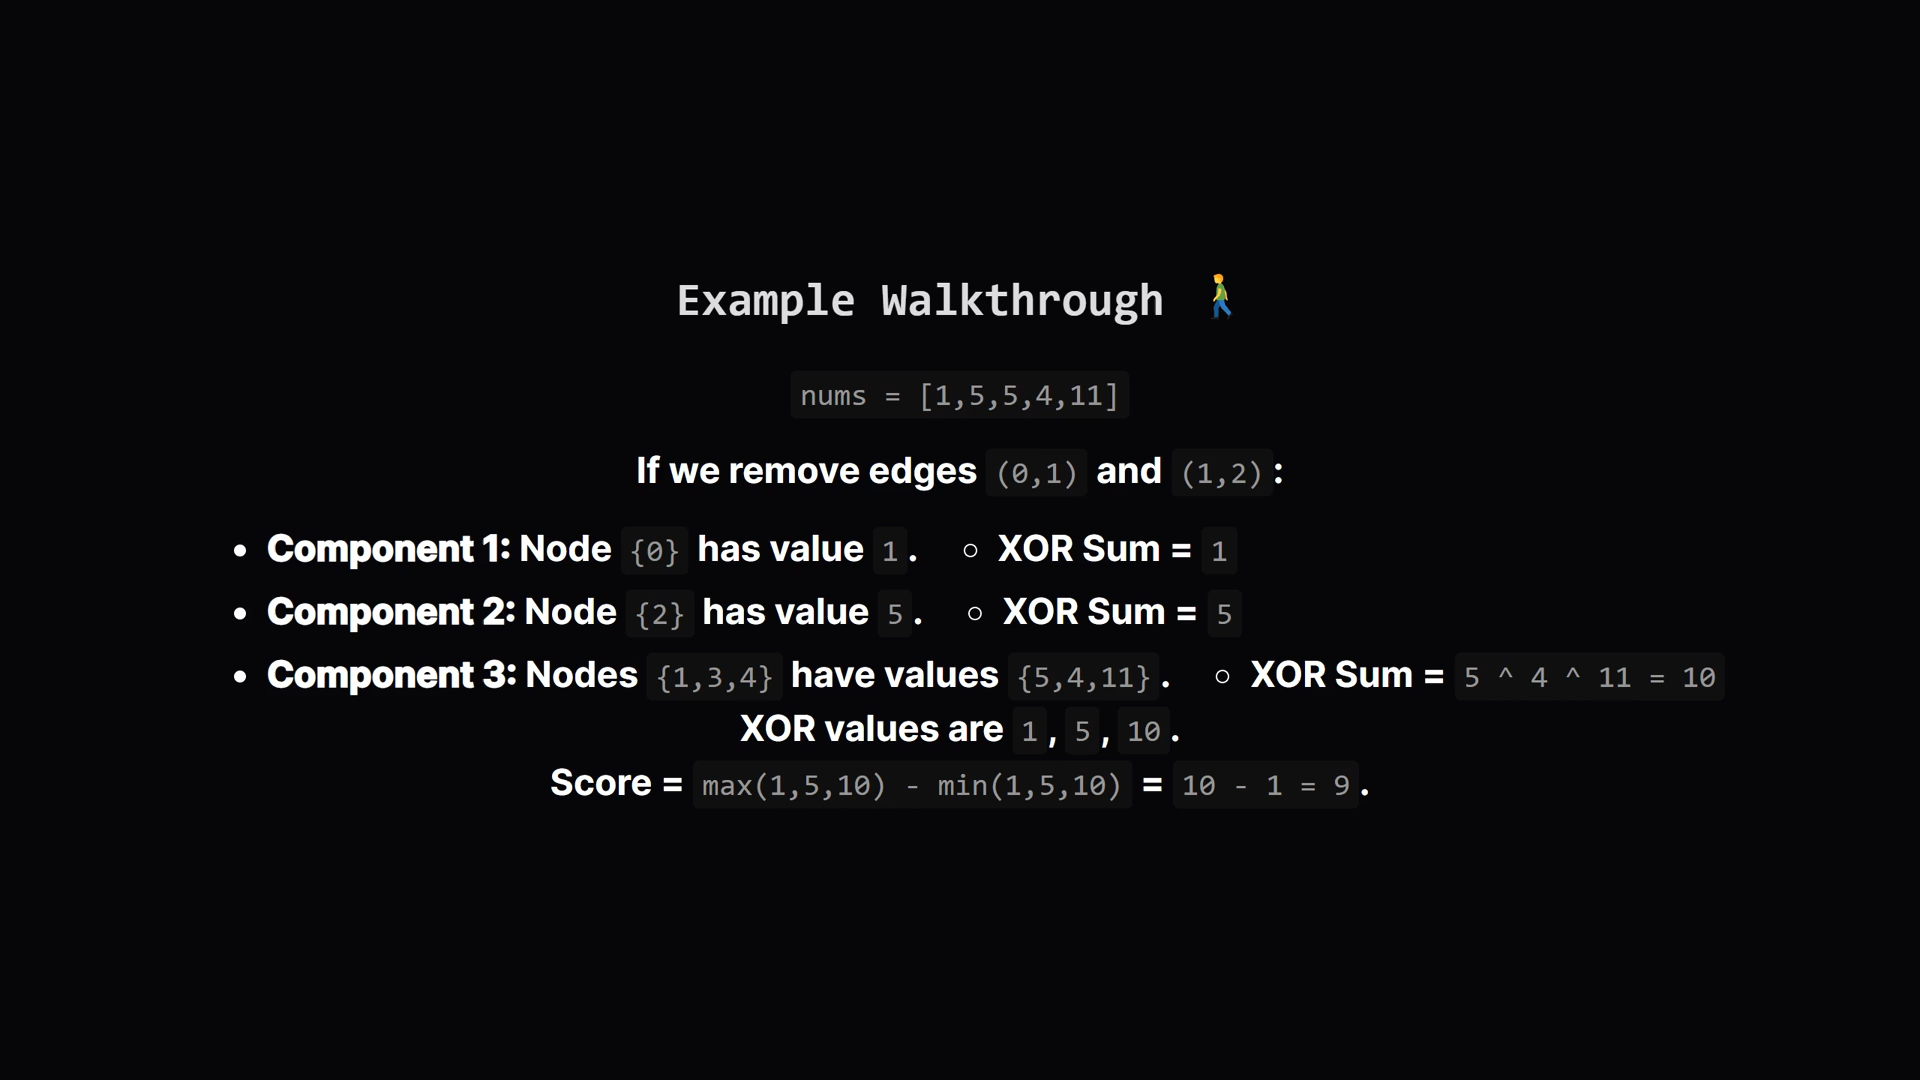 Example Walkthrough 🚶
nums = [1,5,5,4,11]
If we remove edges (0,1) and (1,2):
• Component 1: Node {0} has value 1. ○ XOR Sum = 1
• Component 2: Node {2} has value 5. ○ XOR Sum = 5
• Component 3: Nodes {1,3,4} have values {5,4,11}. ○ XOR Sum = 5 ^ 4 ^ 11 = 10
XOR values are 1, 5, 10.
Score = max(1,5,10) - min(1,5,10) = 10 - 1 = 9.